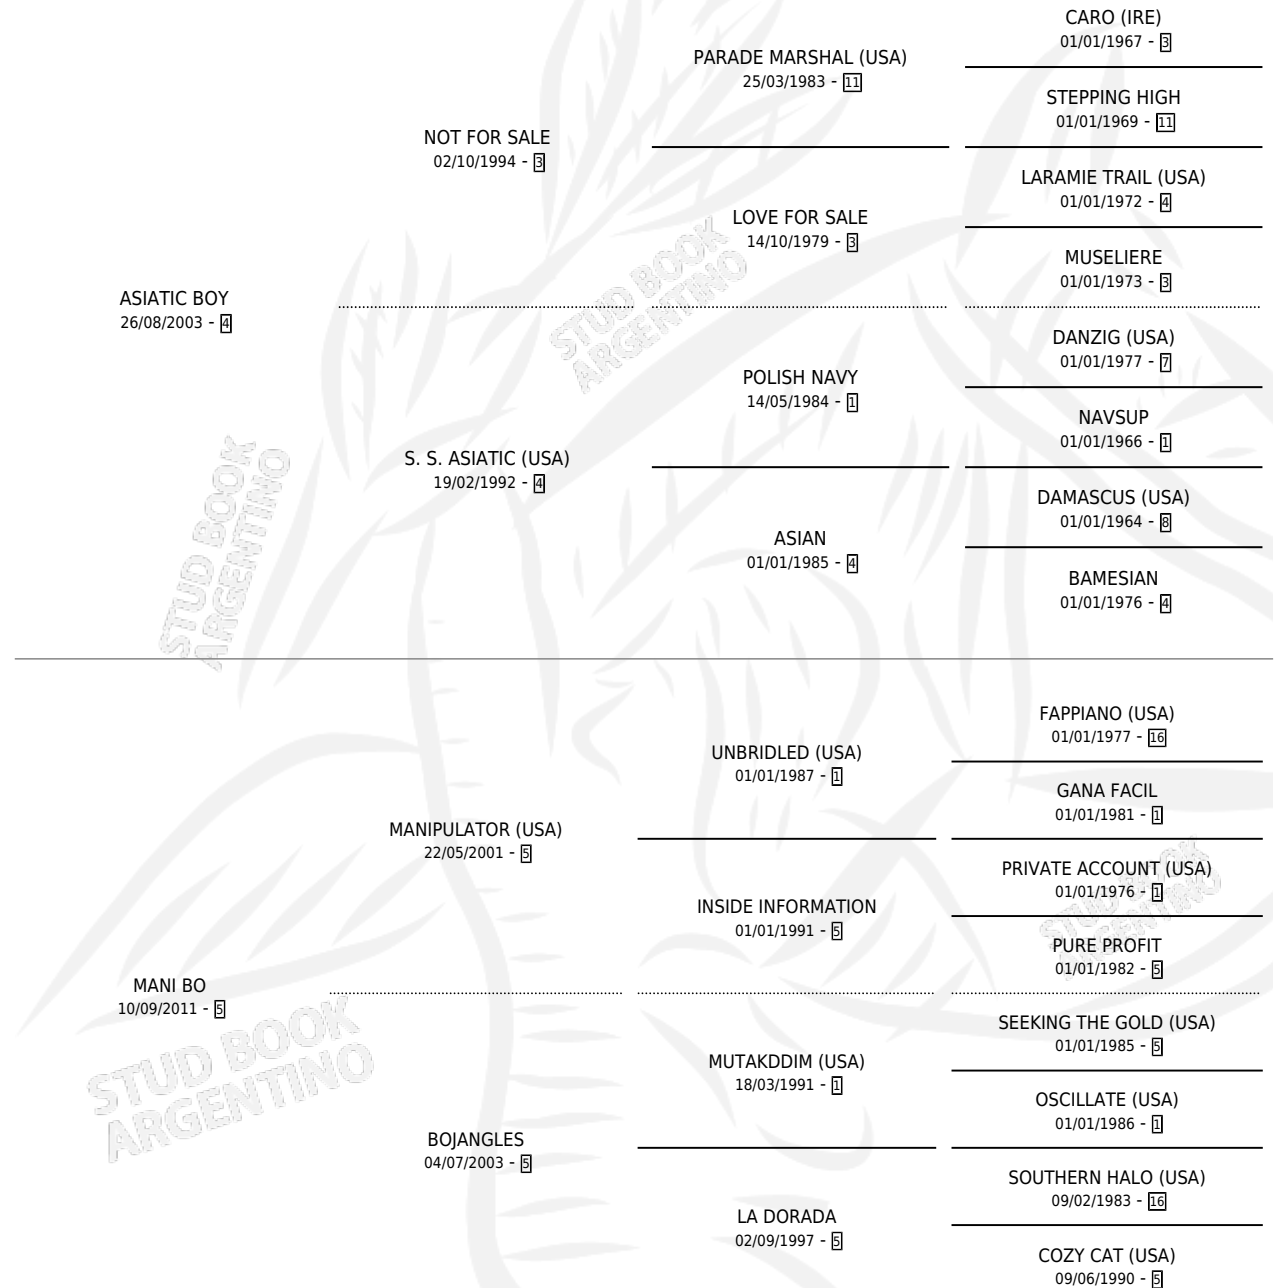 CARO (IRE)
01/01/1967 - 3
PARADE MARSHAL (USA)
25/03/1983 - 11
STEPPING HIGH
01/01/1969 - 11
NOT FOR SALE
02/10/1994 - 3
LARAMIE TRAIL (USA)
01/01/1972 - 4
LOVE FOR SALE
14/10/1979 - 3
MUSELIERE
01/01/1973 - 3
ASIATIC BOY
26/08/2003 - 4
STUD BOOK
ARGENTINO
DANZIG (USA)
01/01/1977 - 7
POLISH NAVY
14/05/1984 - 1
NAVSUP
01/01/1966 - 1
S. S. ASIATIC (USA)
19/02/1992 - 4
DAMASCUS (USA)
01/01/1964 - 8
ASIAN
01/01/1985 - 4
BAMESIAN
01/01/1976 - 4
STUD BOOK
ARGENTINO
FAPPIANO (USA)
01/01/1977 - 16
UNBRIDLED (USA)
01/01/1987 - 1
GANA FACIL
01/01/1981 - 1
MANIPULATOR (USA)
22/05/2001 - 5
PRIVATE ACCOUNT (USA)
01/01/1976 - 1
INSIDE INFORMATION
01/01/1991 - 5
STUD BOOK
ARGENTINO
PURE PROFIT
01/01/1982 - 5
MANI BO
10/09/2011 - 5
STUD BOOK
ARGENTINO
SEEKING THE GOLD (USA)
01/01/1985 - 5
MUTAKDDIM (USA)
18/03/1991 - 1
OSCILLATE (USA)
01/01/1986 - 1
BOJANGLES
04/07/2003 - 5
SOUTHERN HALO (USA)
09/02/1983 - 16
LA DORADA
02/09/1997 - 5
COZY CAT (USA)
09/06/1990 - 5